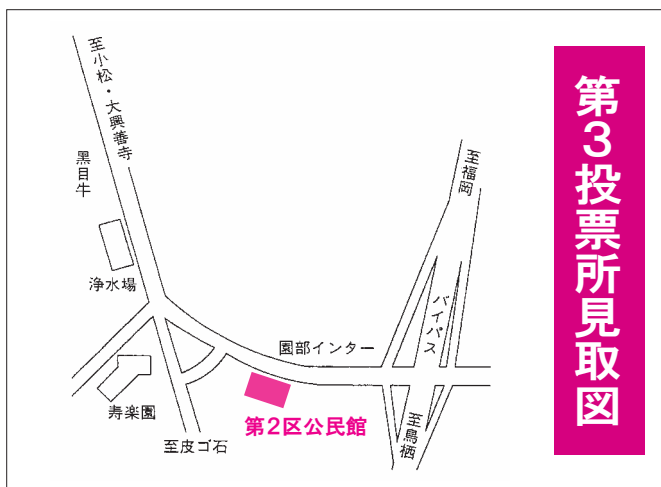 第3投票所見取図
至小松・大興善寺
黒目牛
浄水場
寿楽園
至皮ゴ石
第2区公民館
園部インター
バイパス
至福岡
至鳥栖